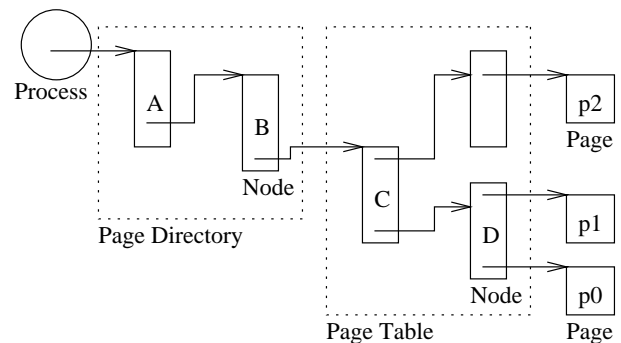 Process
A
B
Node
Page Directory
C
D
Node
Page Table
p2
Page
p1
p0
Page